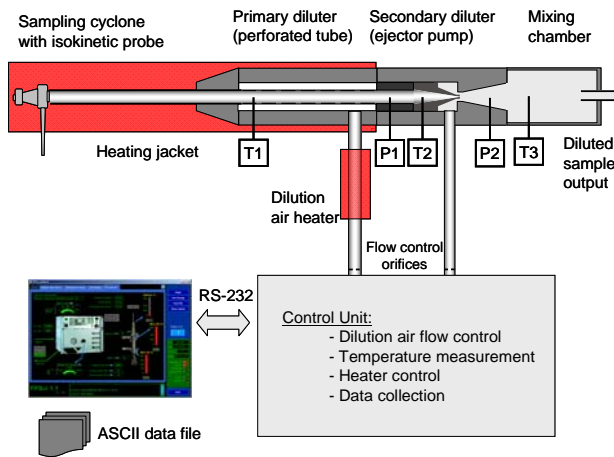 Sampling cyclone
with isokinetic probe
Primary diluter
(perforated tube)
Secondary diluter
(ejector pump)
Mixing
chamber
Heating jacket
T1
P1
T2
P2
T3
Diluted
sample
output
Dilution
air heater
Flow control
orifices
RS-232
Control Unit:
- Dilution air flow control
- Temperature measurement
- Heater control
- Data collection
ASCII data file